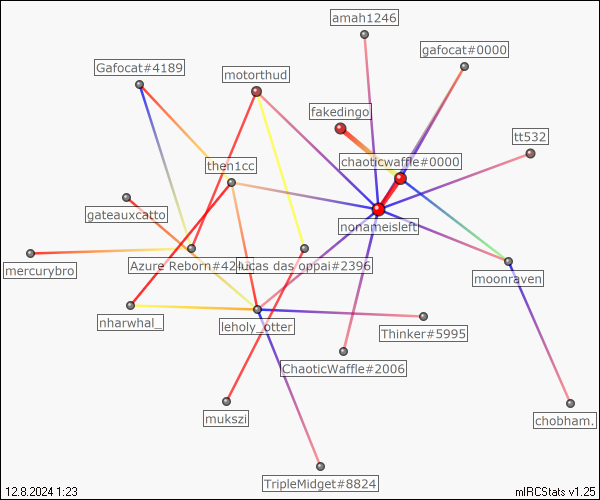 amah1246
gafocat#0000
Gafocat#4189
motorthud
fakedingo
tt532
chaoticwaffle#0000
then1cc
gateauxcatto
nonameisleft
mercurybro
Azure Reborn#42
lucas das oppai#2396
moonraven
nharwhal_
leholy_otter
Thinker#5995
ChaoticWaffle#2006
mukszi
chobham.
TripleMidget#8824
12.8.2024 1:23
mIRCStats v1.25